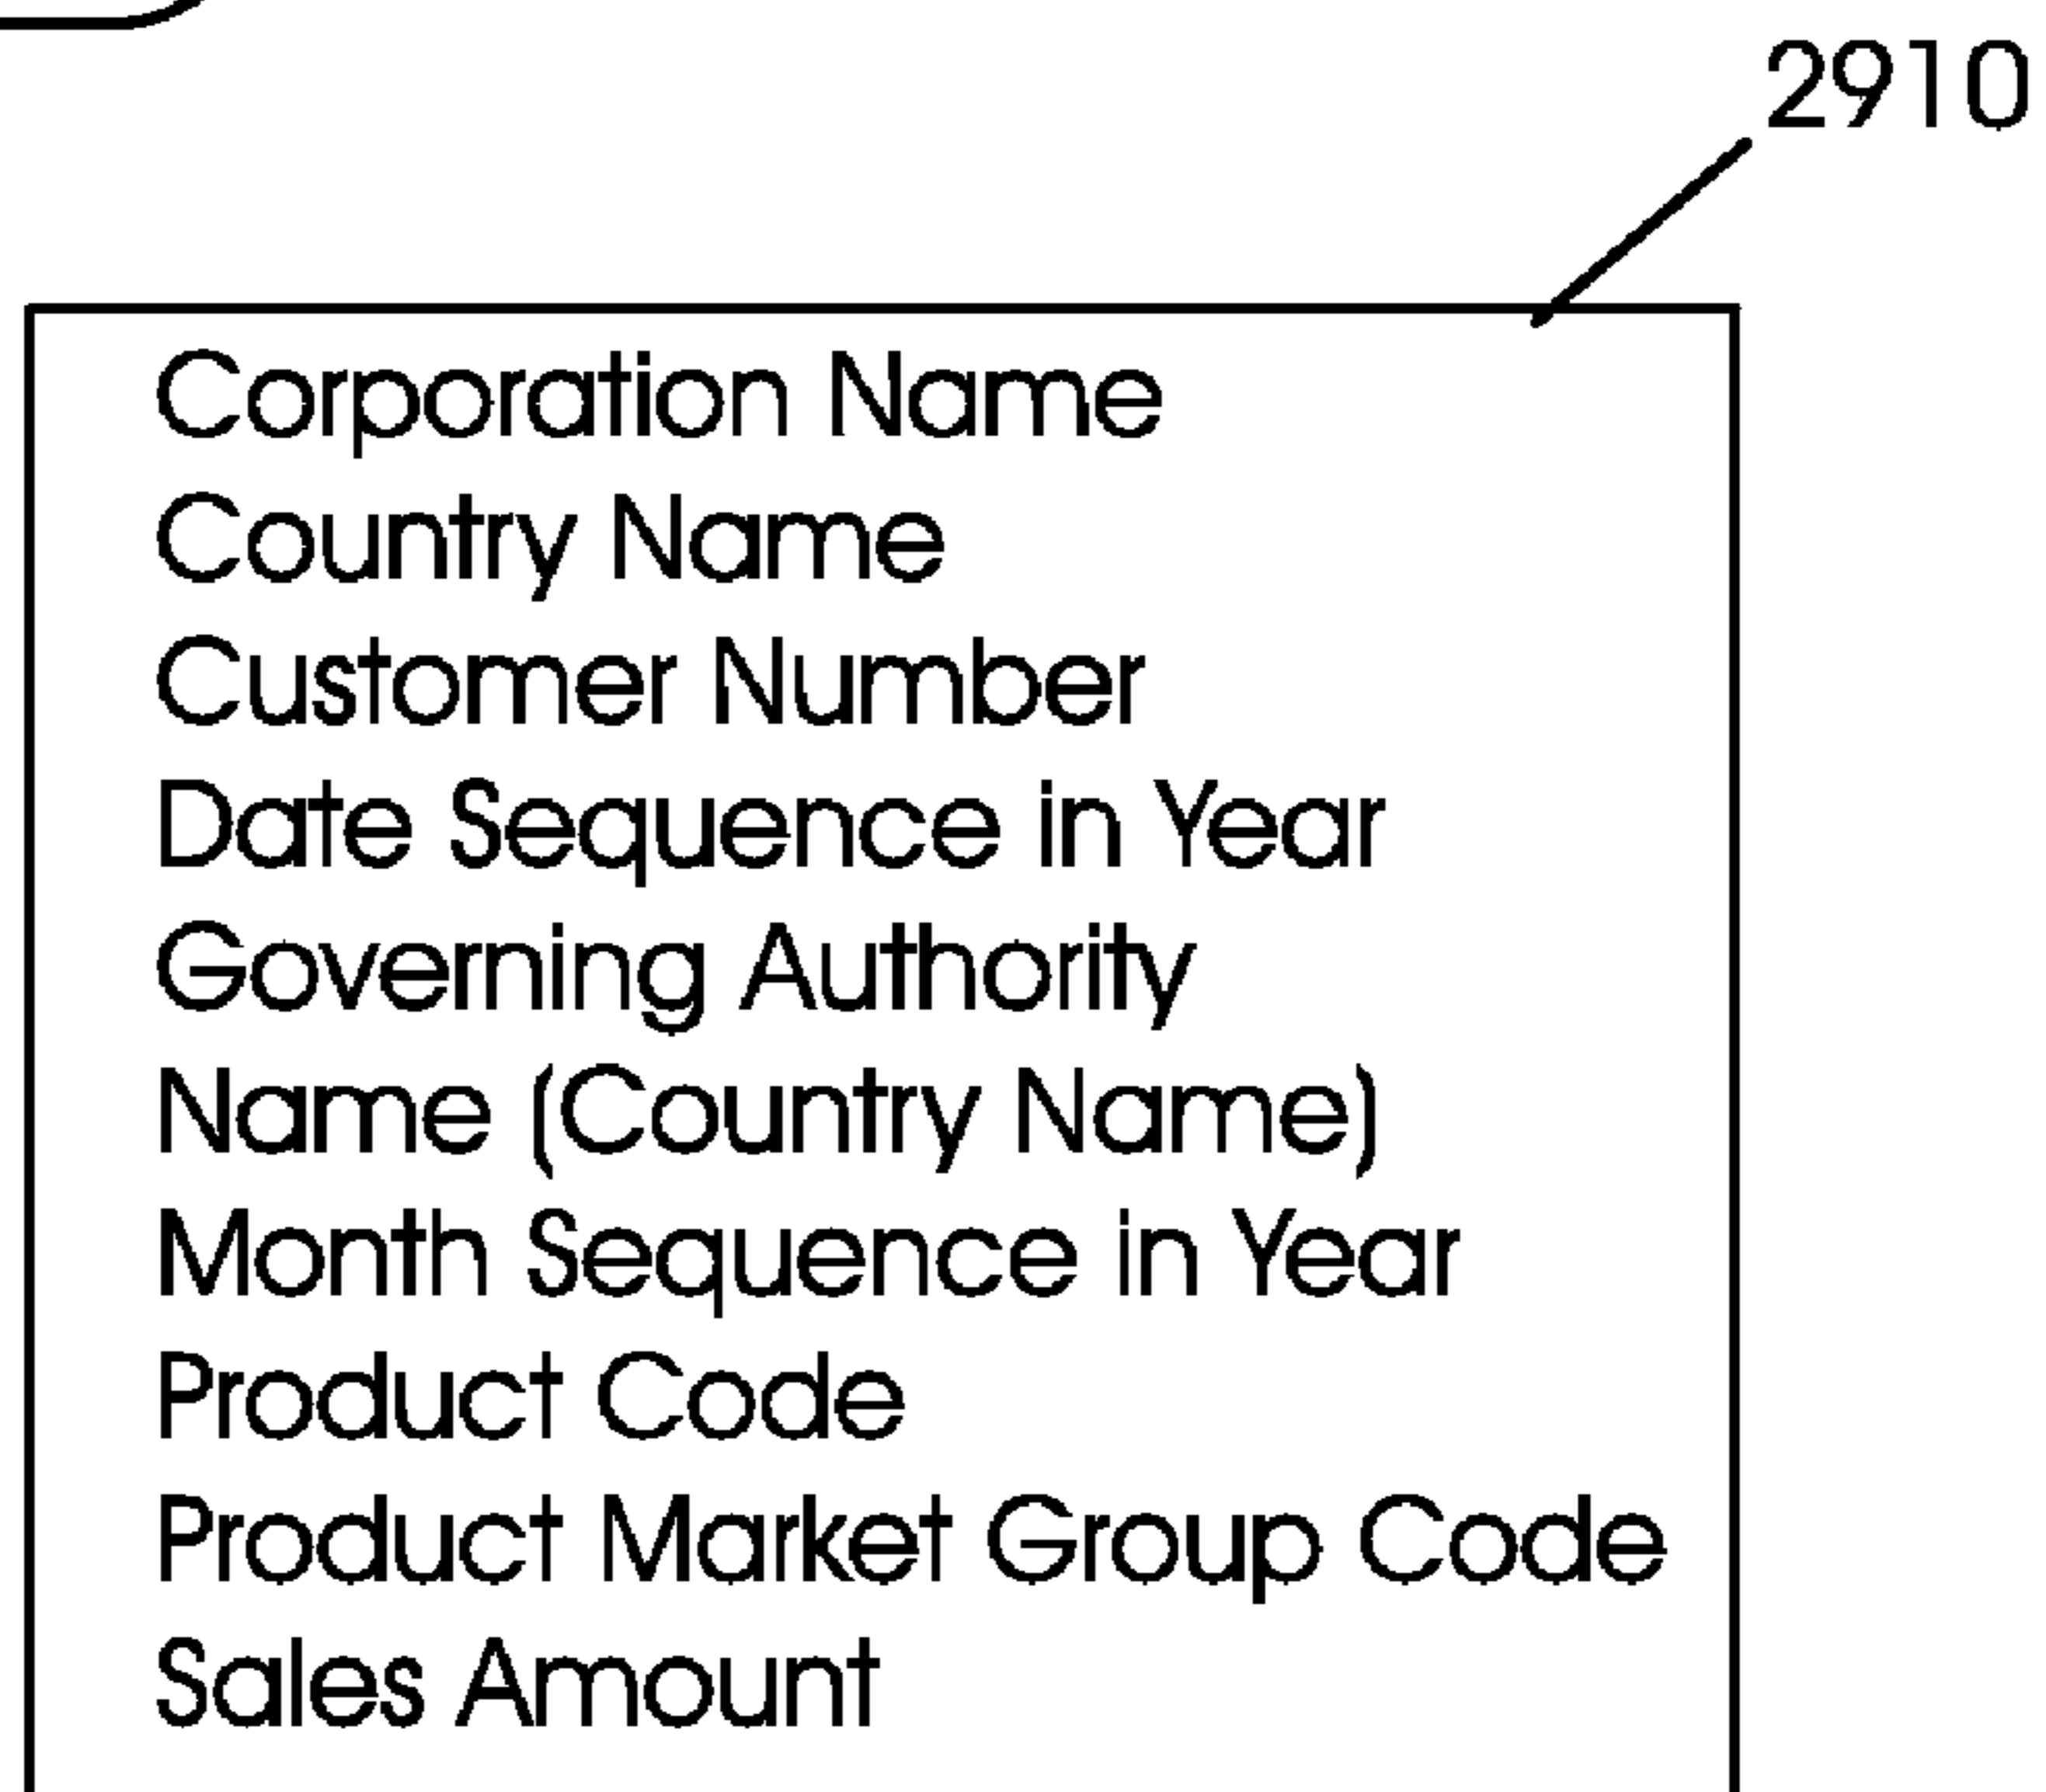 2910
Corporation Name
Country Name
Customer Number
Date Sequence in Year
Governing Authority
Name (Country Name)
Month Sequence in Year
Product Code
Product Market Group Code
Sales Amount